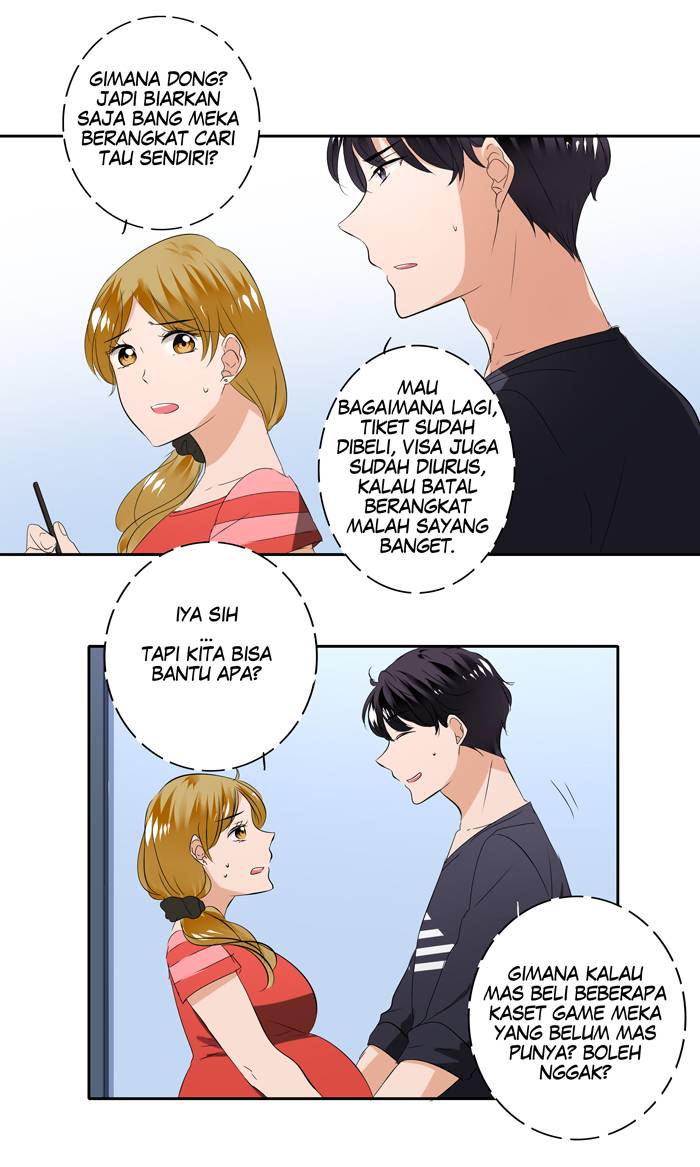 GIMANA DONG?
JADI BIARKAN
SAJA BANG MEKA
BERANGKAT CARI
TAU SENDIRI?
MAU
BAGAIMANA LAGI,
TIKET SUDAH
DIBELI, VISA JUGA
SUDAH DIURUS,
KALAU BATAL
BERANGKAT
MALAH SAYANG
BANGET.
IYA SIH
...
TAPI KITA BISA
BANTU APA?
GIMANA KALAU
MAS BELI BEBERAPA
KASET GAME MEKA
YANG BELUM MAS
PUNYA? BOLEH
NGGAK?